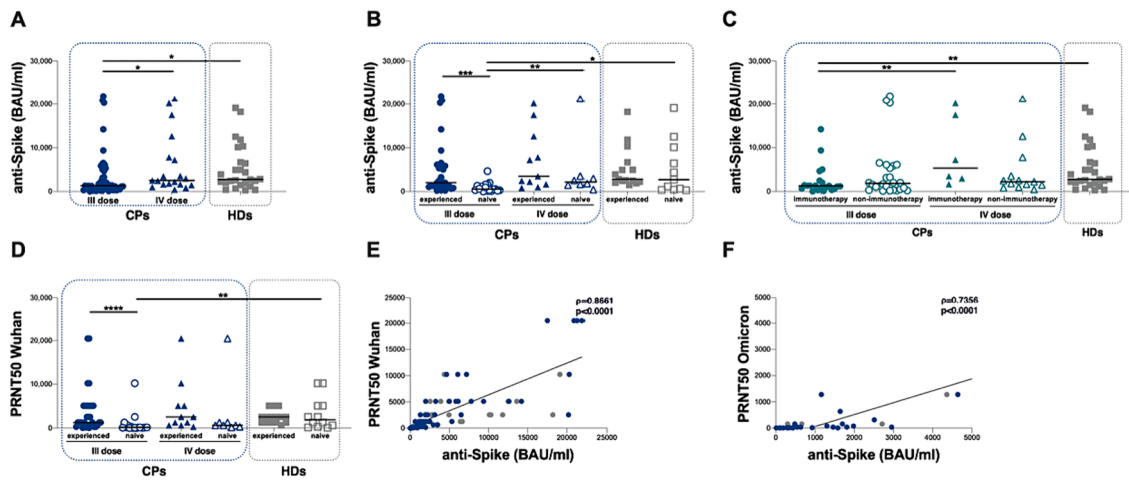 A
anti-Spike (BAU/ml)
30,000
20,000
10,000
0
*
*
III dose
IV dose
CPs
HDs
B
anti-Spike (BAU/ml)
30,000
20,000
10,000
0
***
**
*
experienced naive experienced naive experienced naive
III dose IV dose
CPs
HDs
C
anti-Spike (BAU/ml)
30,000
20,000
10,000
0
**
**
immunotherapy non-immunotherapy immunotherapy non-immunotherapy
III dose IV dose
CPs
HDs
D
PRNT50 Wuhan
30,000
20,000
10,000
0
****
**
experienced naive experienced naive experienced naive
III dose IV dose
CPs
HDs
E
PRNT50 Wuhan
25000
20000
15000
10000
5000
0
ρ=0.8661
p<0.0001
0 5000 10000 15000 20000 25000
anti-Spike (BAU/ml)
F
PRNT50 Omicron
5000
4000
3000
2000
1000
0
ρ=0.7356
p<0.0001
0 1000 2000 3000 4000 5000
anti-Spike (BAU/ml)